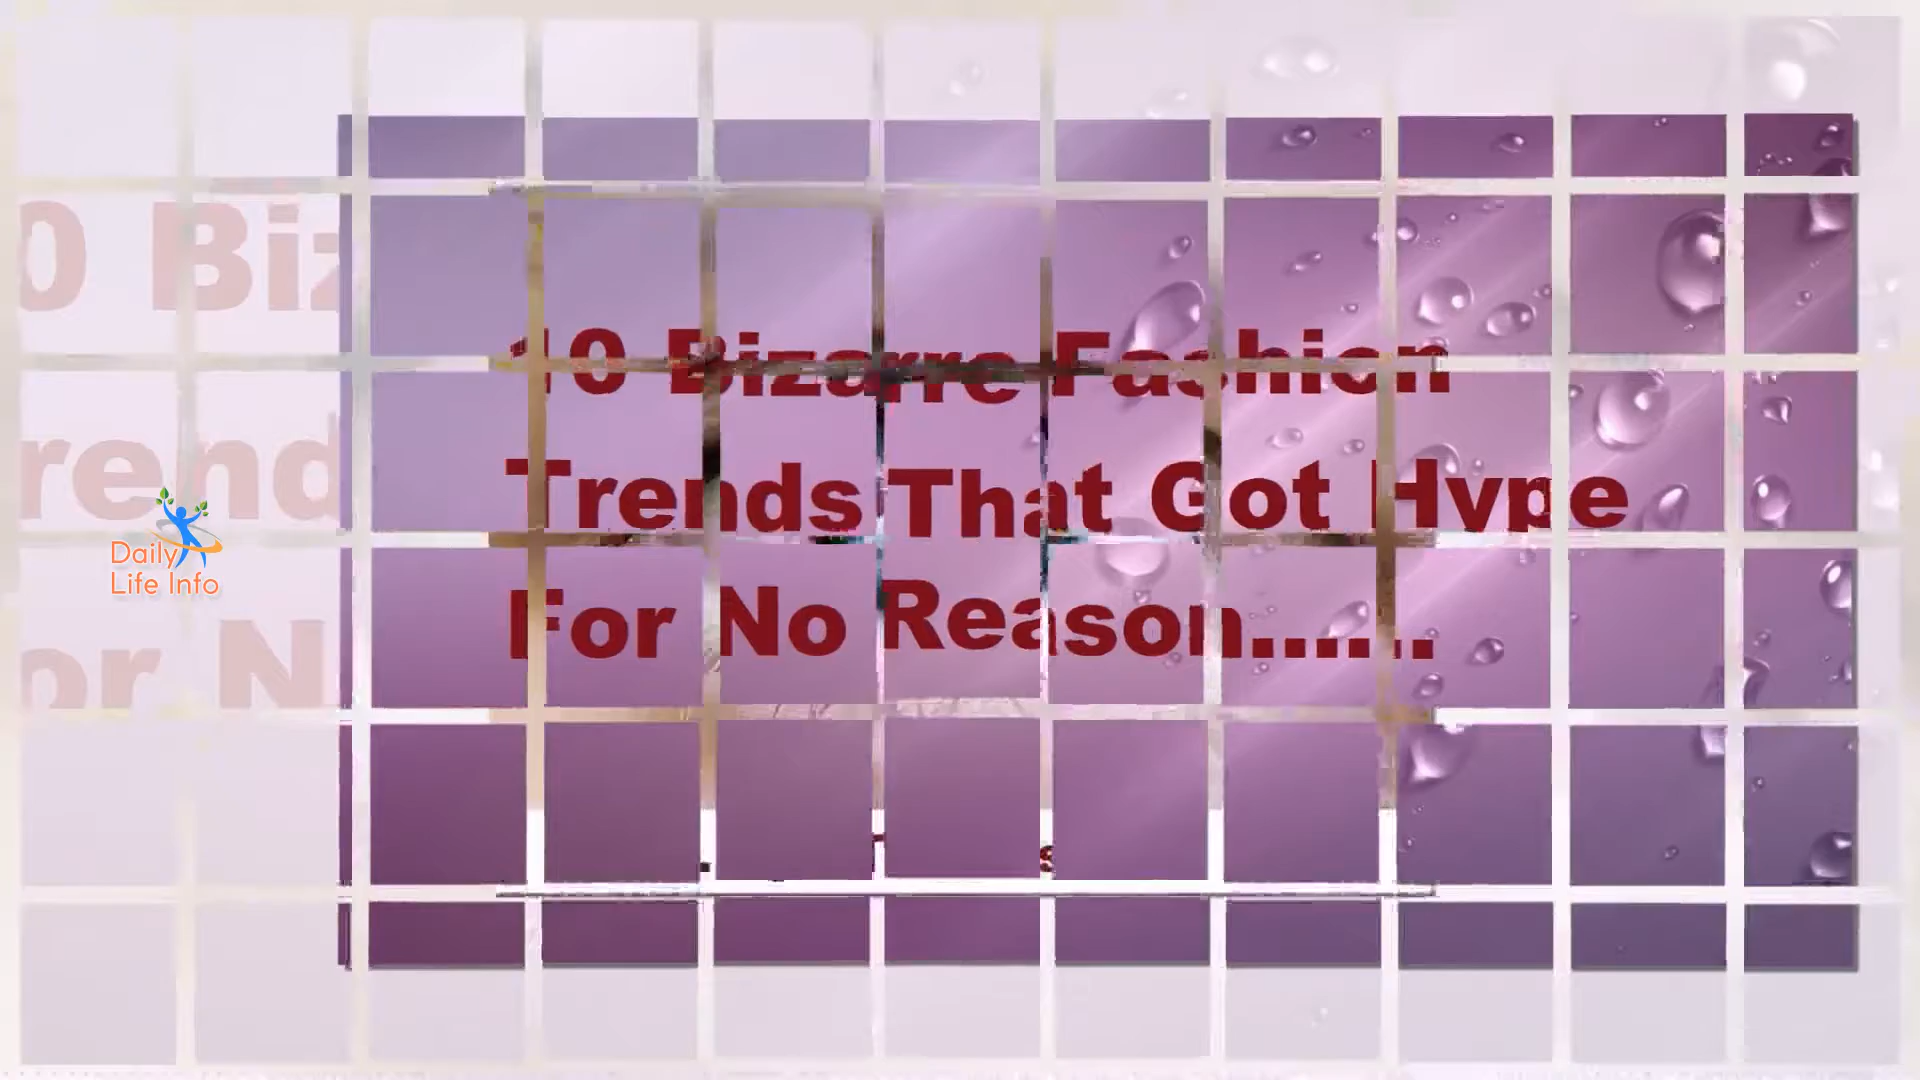 10 Bizarre Fashion
Trends That Got Hype
For No Reason......
Daily
Life Info